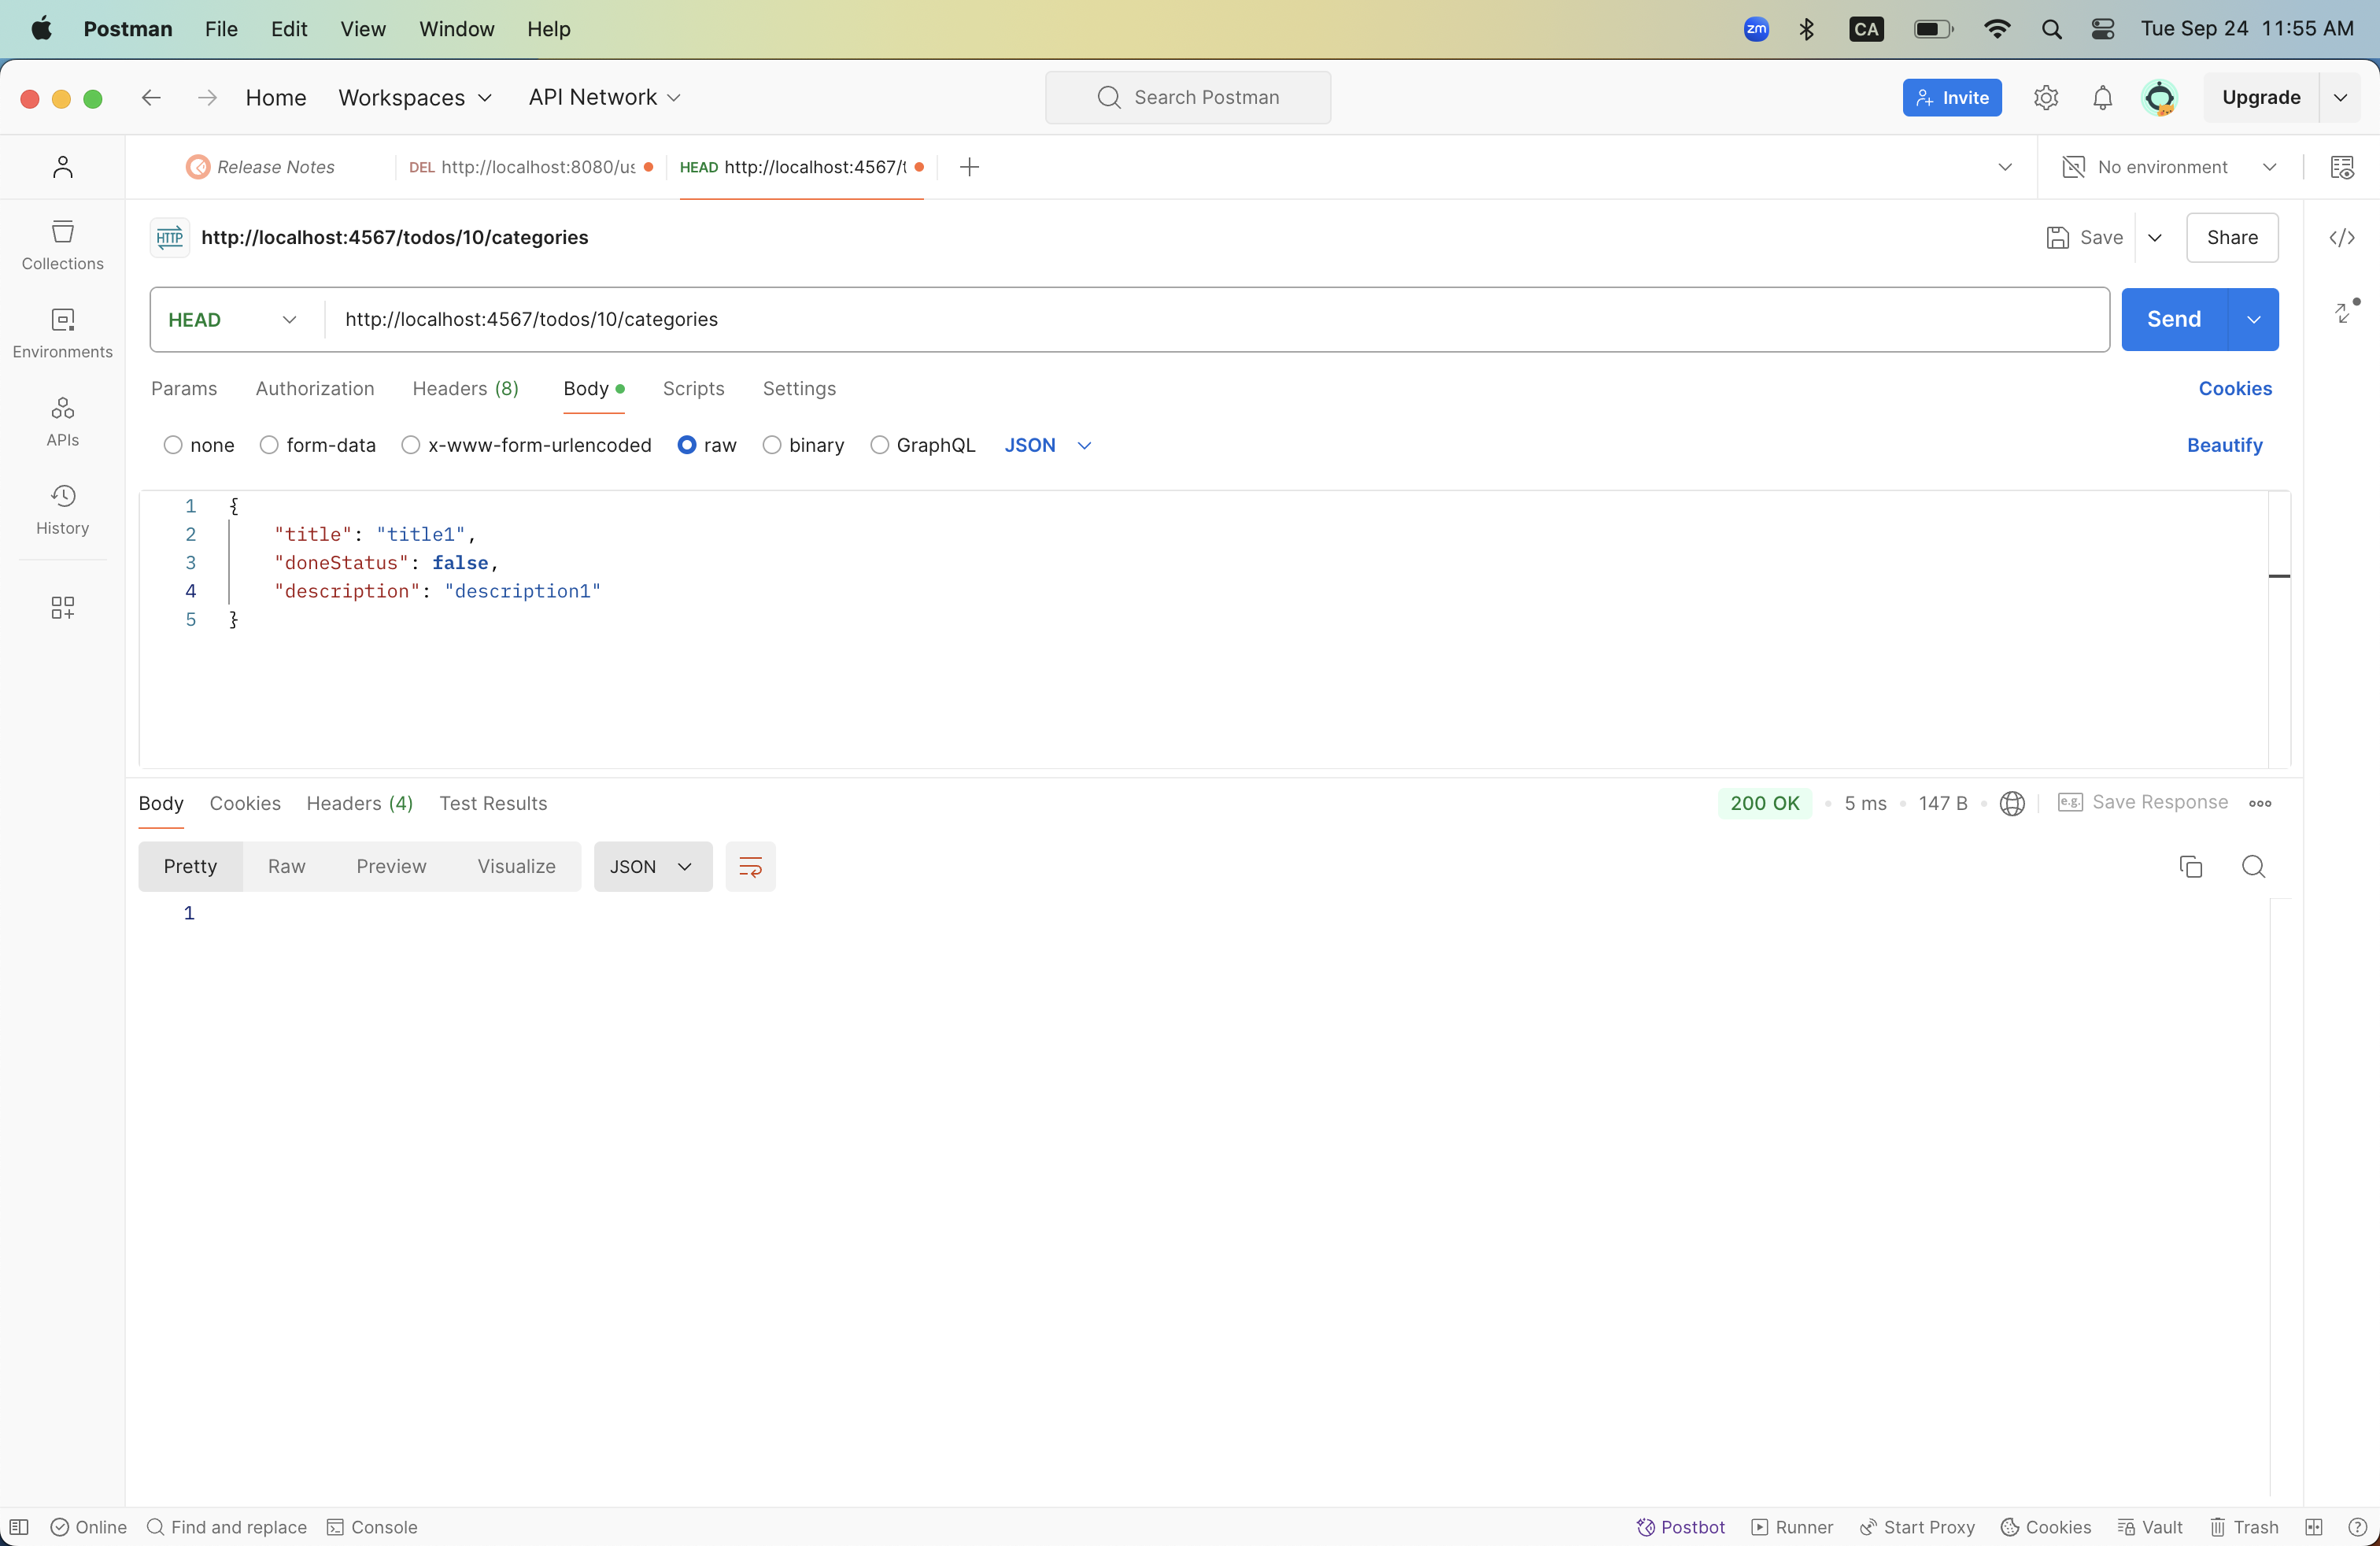 Postman File Edit View Window Help zm CA Tue Sep 24 11:55 AM
Home Workspaces API Network Search Postman Invite Upgrade
Release Notes DEL http://localhost:8080/us HEAD http://localhost:4567/t No environment
HTTP http://localhost:4567/todos/10/categories Save Share
Collections
HEAD http://localhost:4567/todos/10/categories Send
Environments
Params Authorization Headers (8) Body Scripts Settings Cookies
APIs
none form-data x-www-form-urlencoded raw binary GraphQL JSON Beautify
History
1 {
2 "title": "title1",
3 "doneStatus": false,
4 "description": "description1"
5 }
Body Cookies Headers (4) Test Results 200 OK 5 ms 147 B e.g. Save Response
Pretty Raw Preview Visualize JSON
1
Online Find and replace Console Postbot Runner Start Proxy Cookies Vault Trash